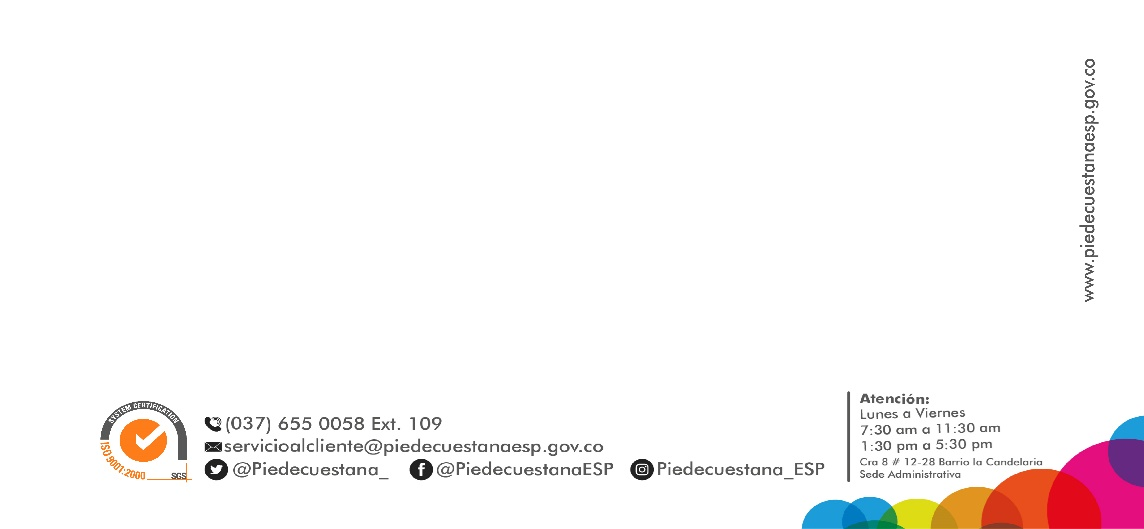 www.piedecuestanaesp.gov.co
SYSTEM CERTIFICATION
ISO 9001:2000
SGS
(037) 655 0058 Ext. 109
servicioalcliente@piedecuestanaesp.gov.co
@Piedecuestana_ @PiedecuestanaESP Piedecuestana_ESP
Atención:
Lunes a Viernes
7:30 am a 11:30 am
1:30 pm a 5:30 pm
Cra 8 # 12-28 Barrio la Candelaria
Sede Administrativa